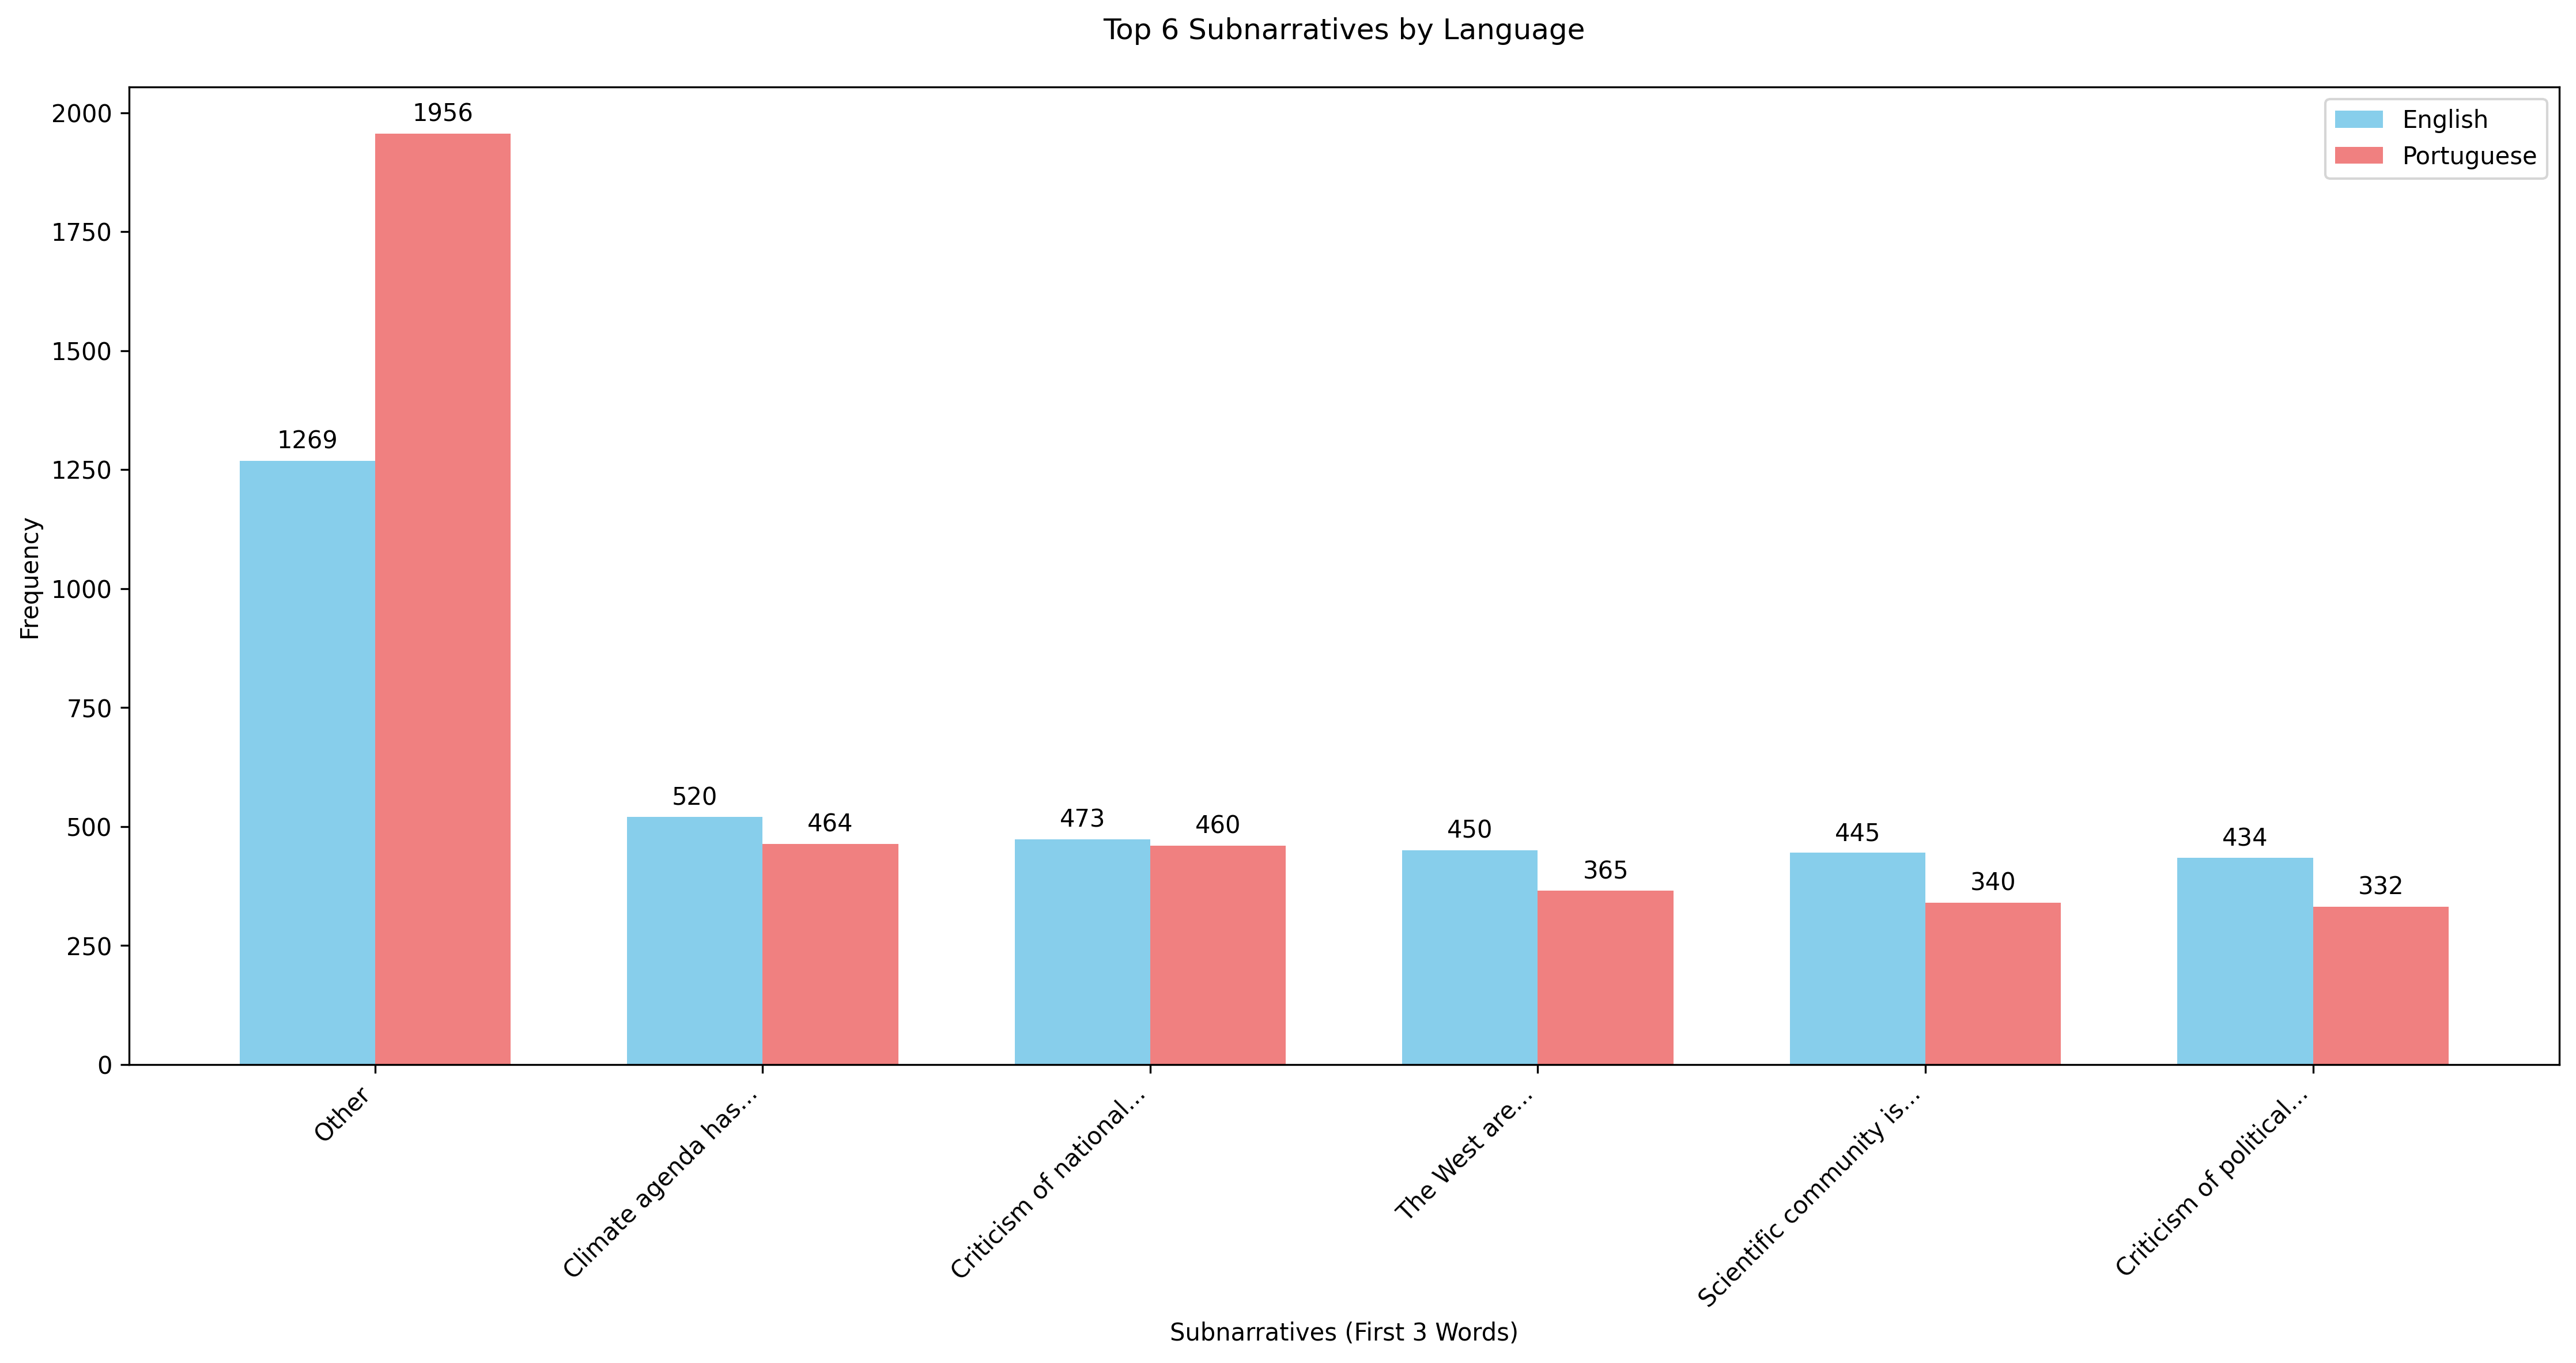 Top 6 Subnarratives by Language
English
Portuguese
Frequency
2000
1750
1500
1250
1000
750
500
250
0
1269
1956
520
464
473
460
450
365
445
340
434
332
Other
Climate agenda has...
Criticism of national...
The West are...
Scientific community is...
Criticism of political...
Subnarratives (First 3 Words)